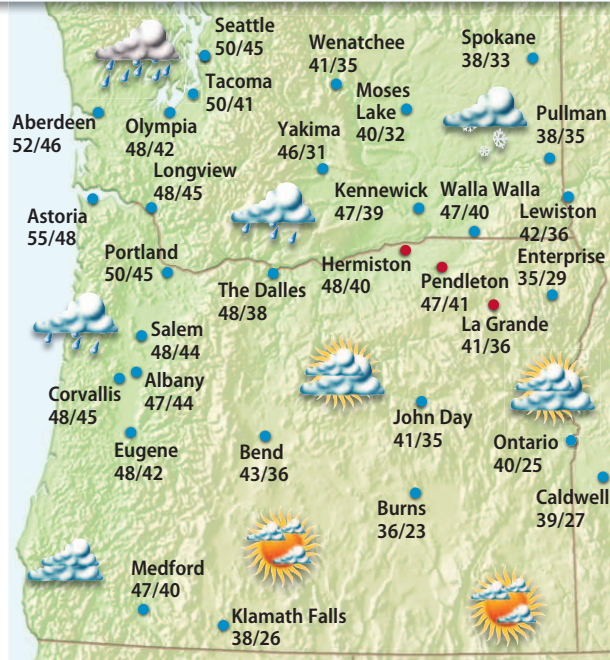 Seattle
50/45
Wenatchee
41/35
Spokane
38/33
Tacoma
50/41
Moses
Lake
40/32
Aberdeen
52/46
Olympia
48/42
Yakima
46/31
Pullman
38/35
Longview
48/45
Kennewick
47/39
Walla Walla
47/40
Lewiston
42/36
Astoria
55/48
Portland
50/45
The Dalles
48/38
Hermiston
48/40
Pendleton
47/41
Enterprise
35/29
La Grande
41/36
Salem
48/44
Corvallis
48/45
Albany
47/44
John Day
41/35
Eugene
48/42
Bend
43/36
Ontario
40/25
Burns
36/23
Caldwell
39/27
Medford
47/40
Klamath Falls
38/26